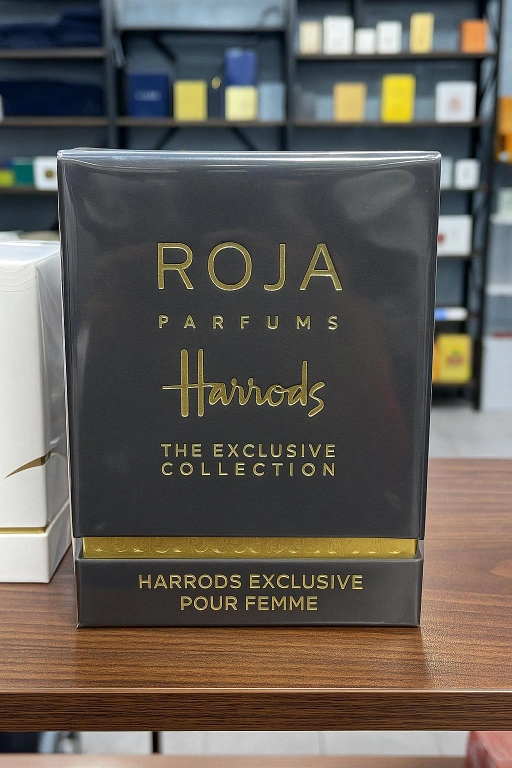 ROJA
PARFUMS
Harrods
THE EXCLUSIVE
COLLECTION
HARRODS EXCLUSIVE
POUR FEMME